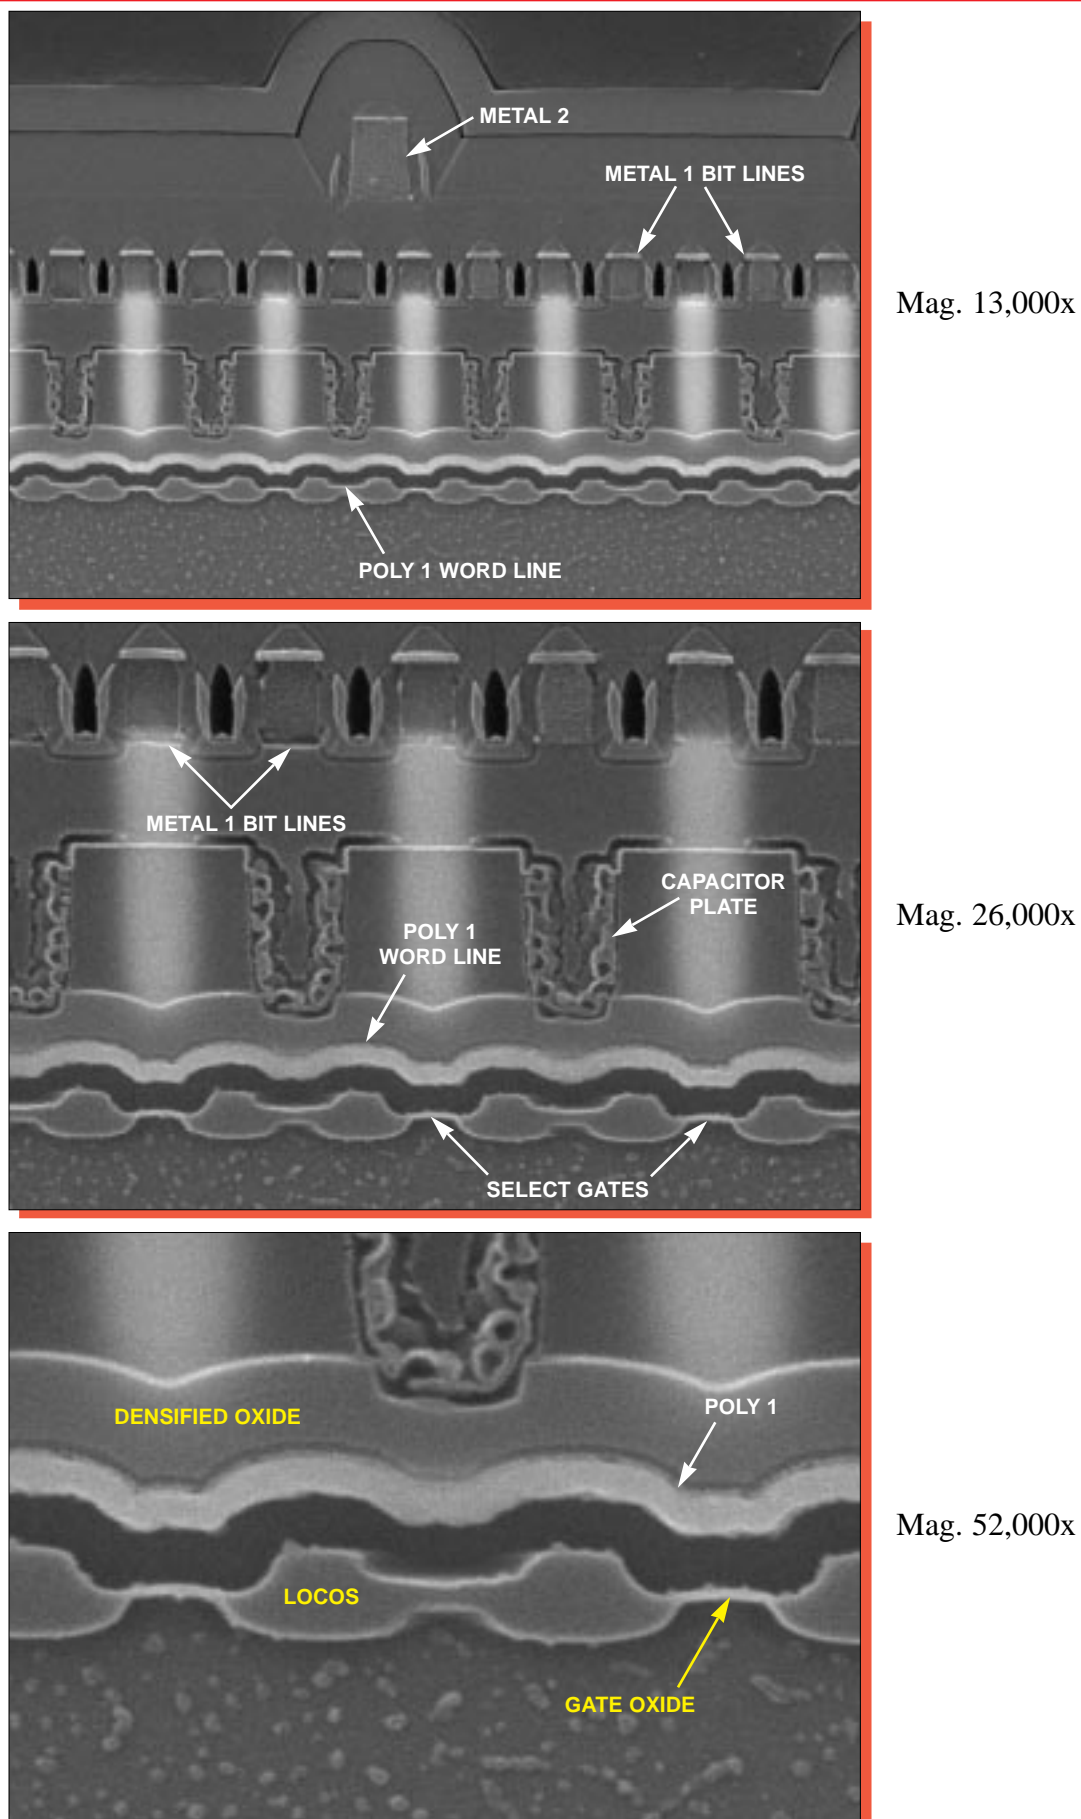 METAL 2
METAL 1 BIT LINES
Mag. 13,000x
POLY 1 WORD LINE
METAL 1 BIT LINES
CAPACITOR
PLATE
POLY 1
WORD LINE
Mag. 26,000x
SELECT GATES
POLY 1
DENSIFIED OXIDE
Mag. 52,000x
LOCOS
GATE OXIDE